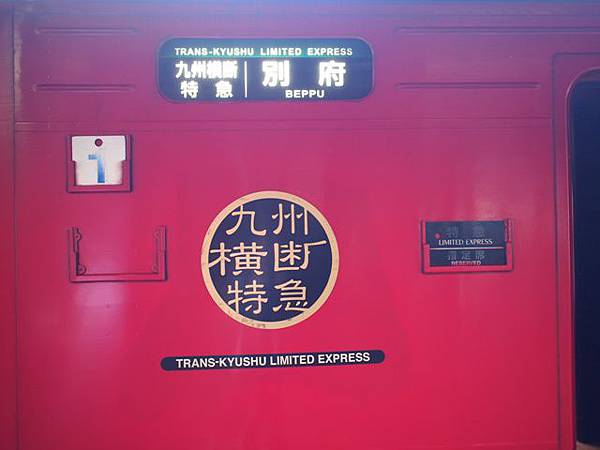 TRANS-KYUSHU LIMITED EXPRESS
九州横断
特急
別府
BEPPU
1
九州
横断
特急
特急
LIMITED EXPRESS
指定席
RESERVED
TRANS-KYUSHU LIMITED EXPRESS